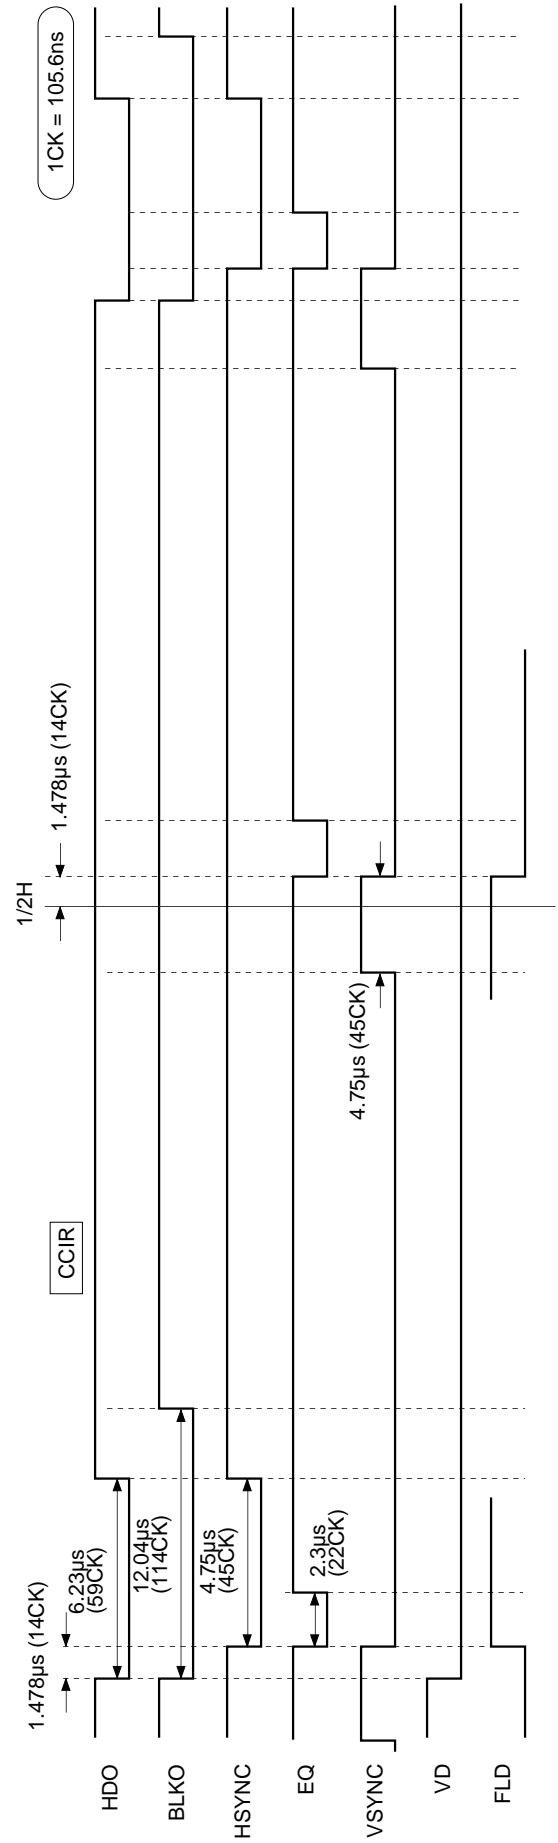 CCIR
1CK = 105.6ns
1/2H
1.478µs (14CK)
1.478µs (14CK)
HDO
6.23µs
(59CK)
BLKO
12.04µs
(114CK)
HSYNC
4.75µs
(45CK)
EQ
2.3µs
(22CK)
VSYNC
4.75µs (45CK)
VD
FLD